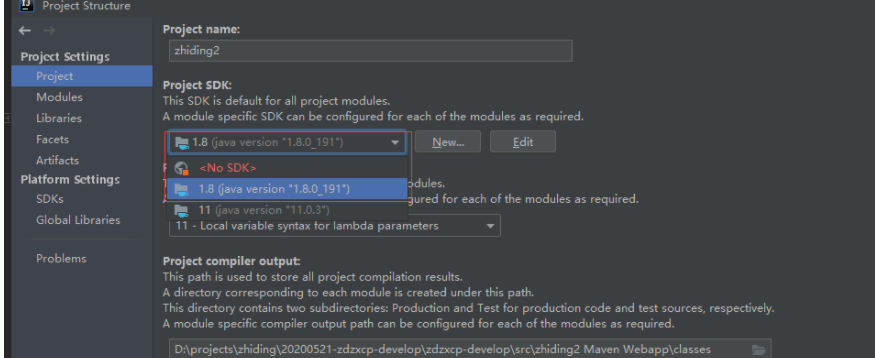 Project Structure
Project name:
zhiding2
Project Settings
Project
Modules
Libraries
Facets
Artifacts
Platform Settings
SDKs
Global Libraries
Problems
Project SDK:
This SDK is default for all project modules.
A module specific SDK can be configured for each of the modules as required.
1.8 (java version "1.8.0_191")
New...
Edit
<No SDK>
1.8 (java version "1.8.0_191")
11 (java version "11.0.3")
gured for each of the modules as required.
11 - Local variable syntax for lambda parameters
Project compiler output:
This path is used to store all project compilation results.
A directory corresponding to each module is created under this path.
This directory contains two subdirectories: Production and Test for production code and test sources, respectively.
A module specific compiler output path can be configured for each of the modules as required.
D:\projects\zhiding\20200521-zdzxcp-develop\zdzxcp-develop\src\zhiding2 Maven Webapp\classes